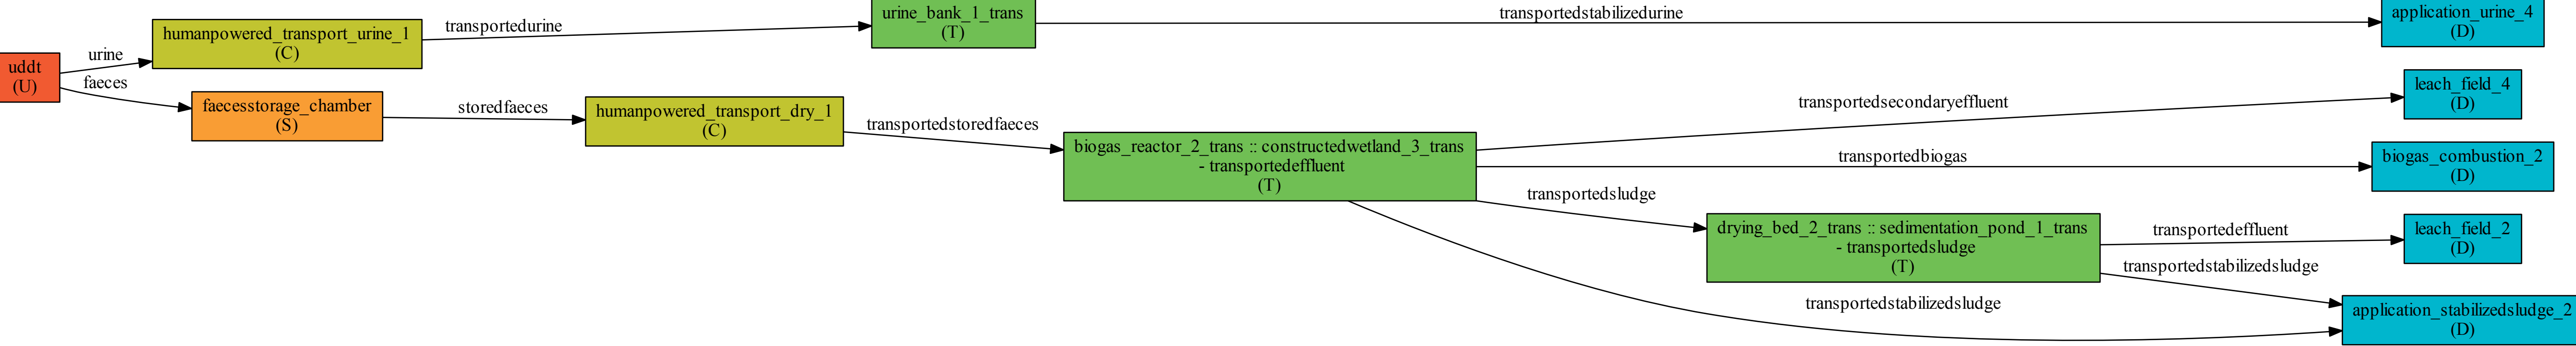 uddt
(U)
urine
faeces
humanpowered_transport_urine_1
(C)
transportedurine
urine_bank_1_trans
(T)
transportedstabilizedurine
application_urine_4
(D)
faecesstorage_chamber
(S)
storedfaeces
humanpowered_transport_dry_1
(C)
transportedstoredfaeces
biogas_reactor_2_trans :: constructedwetland_3_trans
- transportedeffluent
(T)
transportedsecondaryeffluent
leach_field_4
(D)
transportedbiogas
biogas_combustion_2
(D)
transportedsludge
drying_bed_2_trans :: sedimentation_pond_1_trans
- transportedsludge
(T)
transportedeffluent
leach_field_2
(D)
transportedstabilizedsludge
transportedstabilizedsludge
application_stabilizedsludge_2
(D)